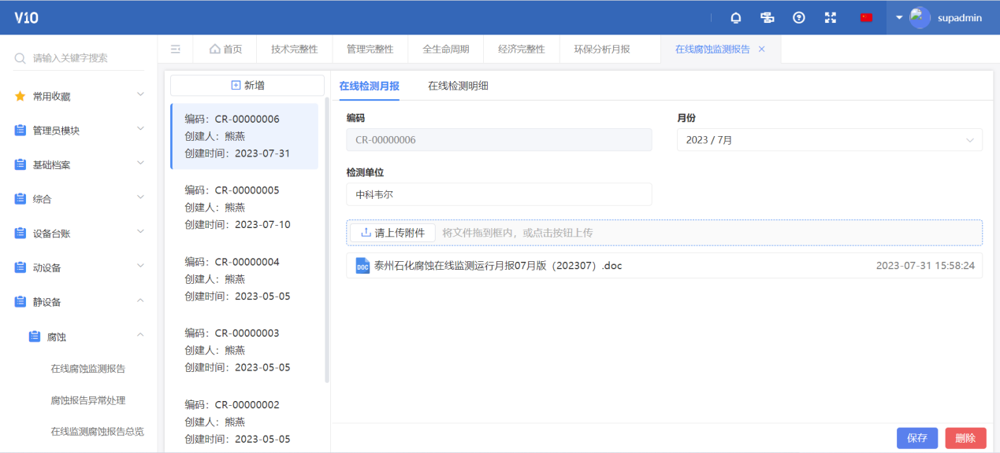 V10
supadmin
请输入关键字搜索
常用收藏
管理员模块
基础档案
综合
设备台账
动设备
静设备
腐蚀
在线腐蚀监测报告
腐蚀报告异常处理
在线监测腐蚀报告总览
首页
技术完整性
管理完整性
全生命周期
经济完整性
环保分析月报
在线腐蚀监测报告
新增
编码：CR-00000006
创建人：熊燕
创建时间：2023-07-31
编码：CR-00000005
创建人：熊燕
创建时间：2023-07-10
编码：CR-00000004
创建人：熊燕
创建时间：2023-05-05
编码：CR-00000003
创建人：熊燕
创建时间：2023-05-05
编码：CR-00000002
创建人：熊燕
创建时间：2023-05-05
在线检测月报
在线检测明细
编码
CR-00000006
月份
2023 / 7月
检测单位
中科韦尔
请上传附件
将文件拖到框内，或点击按钮上传
DOC
泰州石化腐蚀在线监测运行月报07月版（202307）.doc
2023-07-31 15:58:24
保存
删除